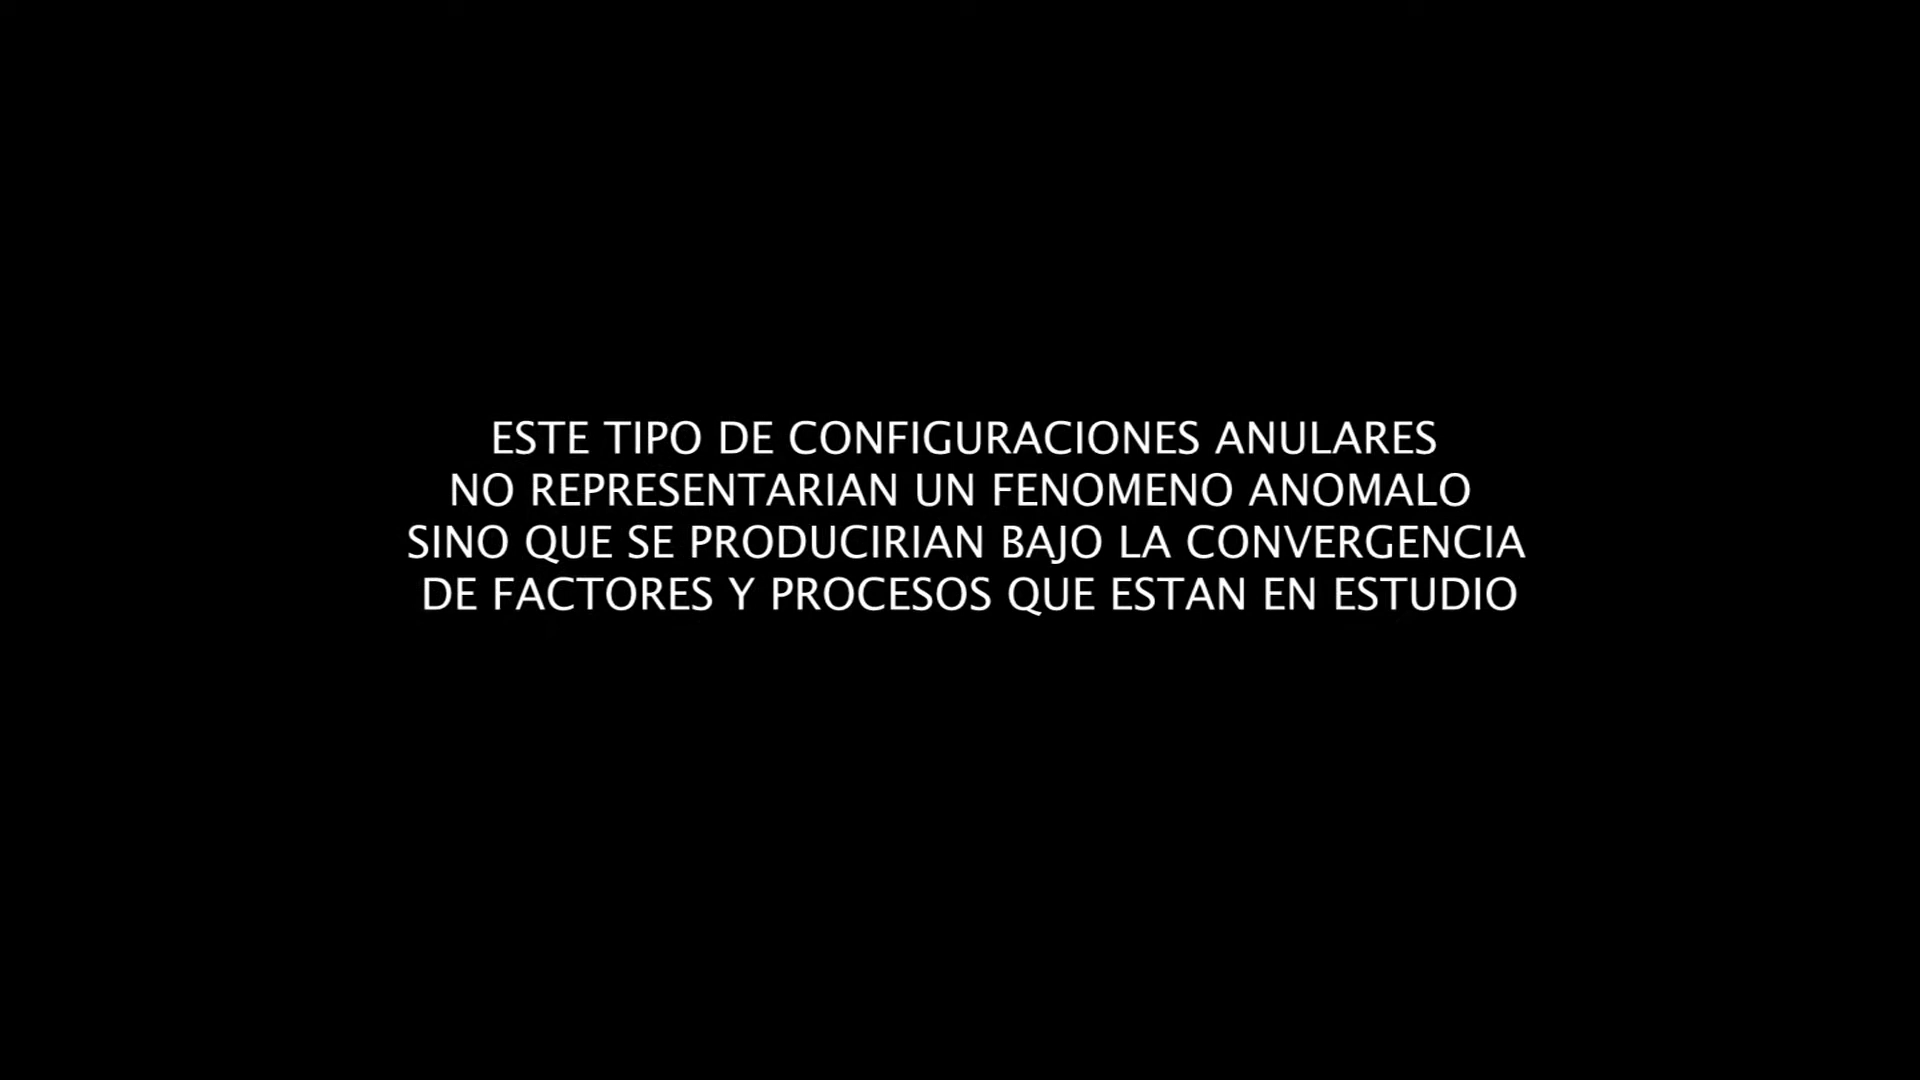 ESTE TIPO DE CONFIGURACIONES ANULARES
NO REPRESENTARIAN UN FENOMENO ANOMALO
SINO QUE SE PRODUCIRIAN BAJO LA CONVERGENCIA
DE FACTORES Y PROCESOS QUE ESTAN EN ESTUDIO